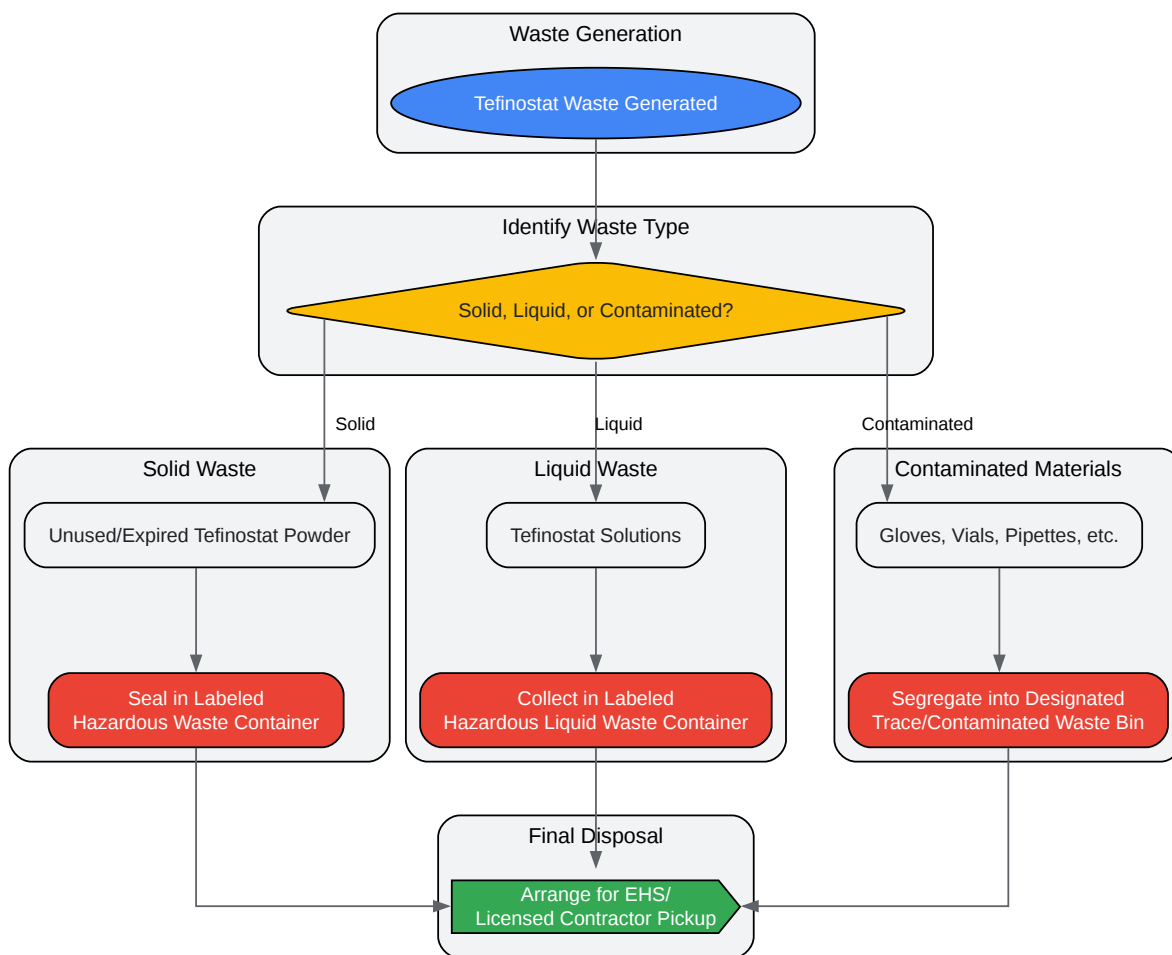 Waste Generation
Tefinostat Waste Generated
Identify Waste Type
Solid, Liquid, or Contaminated?
Solid
Liquid
Contaminated
Solid Waste
Liquid Waste
Contaminated Materials
Unused/Expired Tefinostat Powder
Tefinostat Solutions
Gloves, Vials, Pipettes, etc.
Seal in Labeled
Hazardous Waste Container
Collect in Labeled
Hazardous Liquid Waste Container
Segregate into Designated
Trace/Contaminated Waste Bin
Final Disposal
Arrange for EHS/
Licensed Contractor Pickup